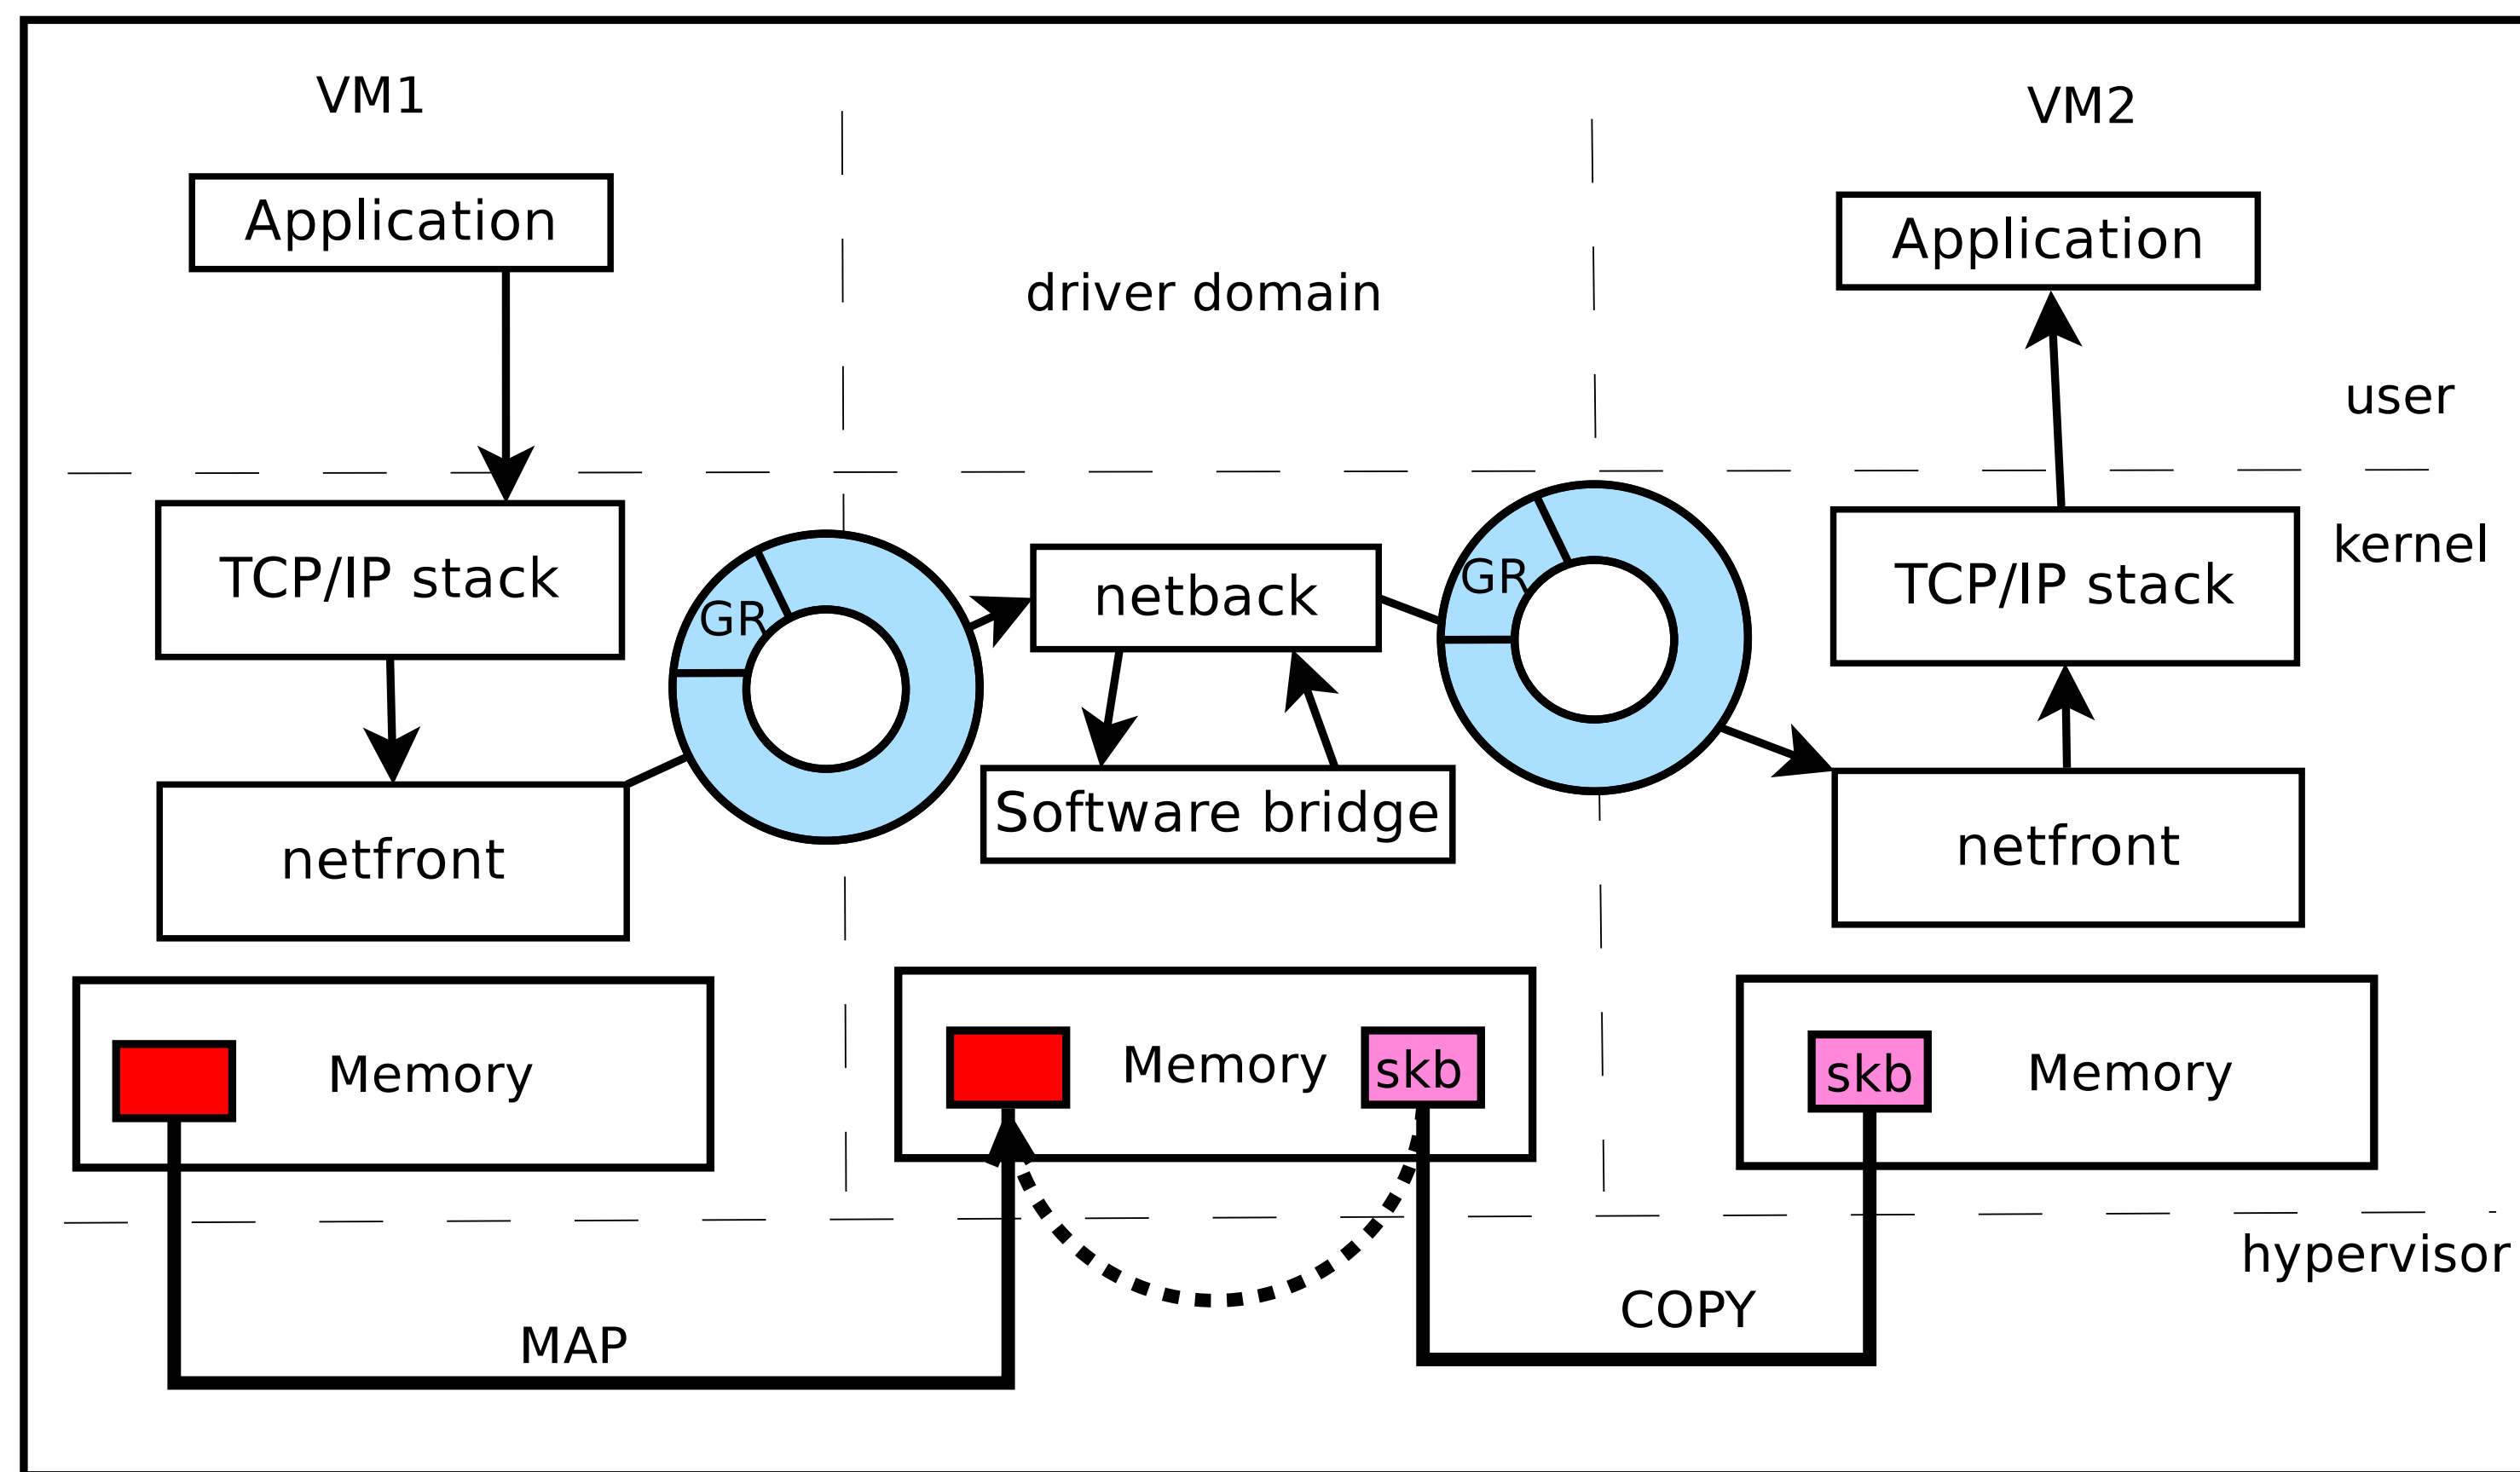 VM1
VM2
Application
Application
driver domain
user
kernel
TCP/IP stack
GR
netback
GR
TCP/IP stack
Software bridge
netfront
netfront
Memory
Memory
skb
skb
Memory
hypervisor
COPY
MAP